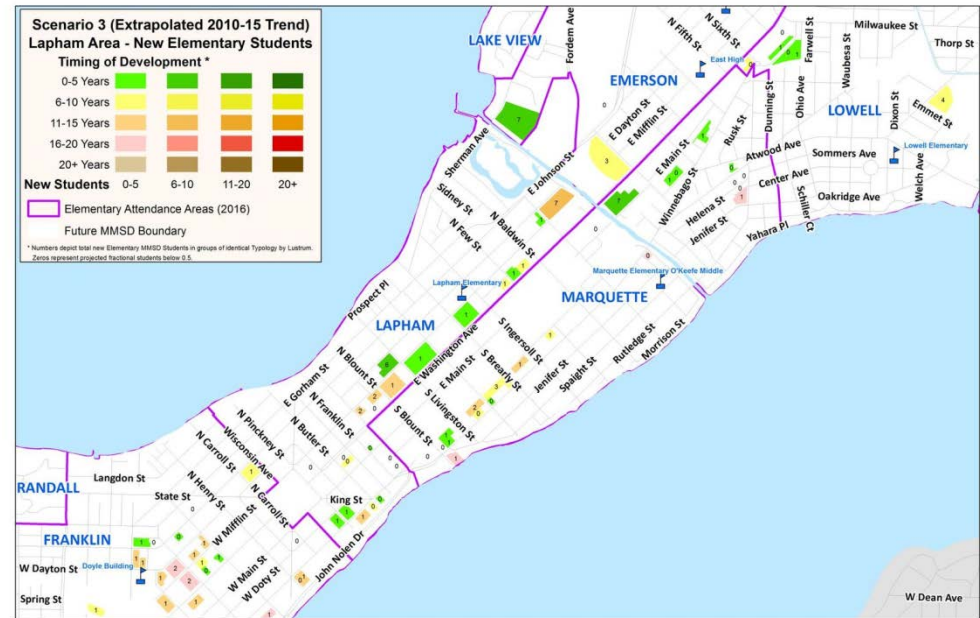 Scenario 3 (Extrapolated 2010-15 Trend)
Lapham Area - New Elementary Students
Timing of Development *
0-5 Years
6-10 Years
11-15 Years
16-20 Years
20+ Years
New Students 0-5 6-10 11-20 20+
Elementary Attendance Areas (2016)
Future MMSD Boundary
* Numbers depict total new Elementary MMSD Students in groups of identical Typology by Lustrum.
Zeros represent projected fractional students below 0.5.
LAKE VIEW
Fordem Ave
N Fifth St
N Sixth St
East High
Farwell St
Milwaukee St
Thorp St
Waubesa St
EMERSON
LOWELL
Ohio Ave
Dunning St
Dixon St
Emmet St
Sherman Ave
E Dayton St
E Mifflin St
E Johnson St
E Main St
Rusk St
Atwood Ave
Sommers Ave
Lowell Elementary
Center Ave
Oakridge Ave
Welch Ave
Winnebago St
Helena St
Jenifer St
Schiller Ct
Yahara Pl
Sidney St
N Few St
N Baldwin St
Marquette Elementary O'Keefe Middle
MARQUETTE
Lapham Elementary
Prospect Pl
LAPHAM
E Washington Ave
S Ingersoll St
Rutledge St
Morrison St
Spaight St
Jenifer St
S Brearly St
E Main St
S Livingston St
S Blount St
N Blount St
E Gorham St
N Franklin St
N Butler St
N Pinckney St
Wisconsin Ave
N Carroll St
Langdon St
RANDALL
State St
N Henry St
N Carroll St
King St
FRANKLIN
W Mifflin St
W Dayton St
Doyle Building
W Main St
W Doty St
John Nolen Dr
Spring St
W Dean Ave